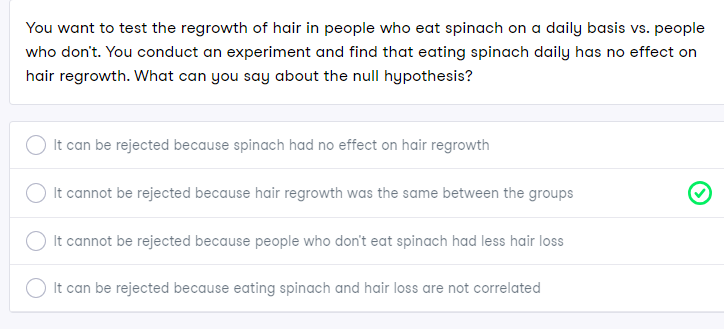 You want to test the regrowth of hair in people who eat spinach on a daily basis vs. people
who don't. You conduct an experiment and find that eating spinach daily has no effect on
hair regrowth. What can you say about the null hypothesis?
It can be rejected because spinach had no effect on hair regrowth
It cannot be rejected because hair regrowth was the same between the groups
It cannot be rejected because people who don't eat spinach had less hair loss
It can be rejected because eating spinach and hair loss are not correlated